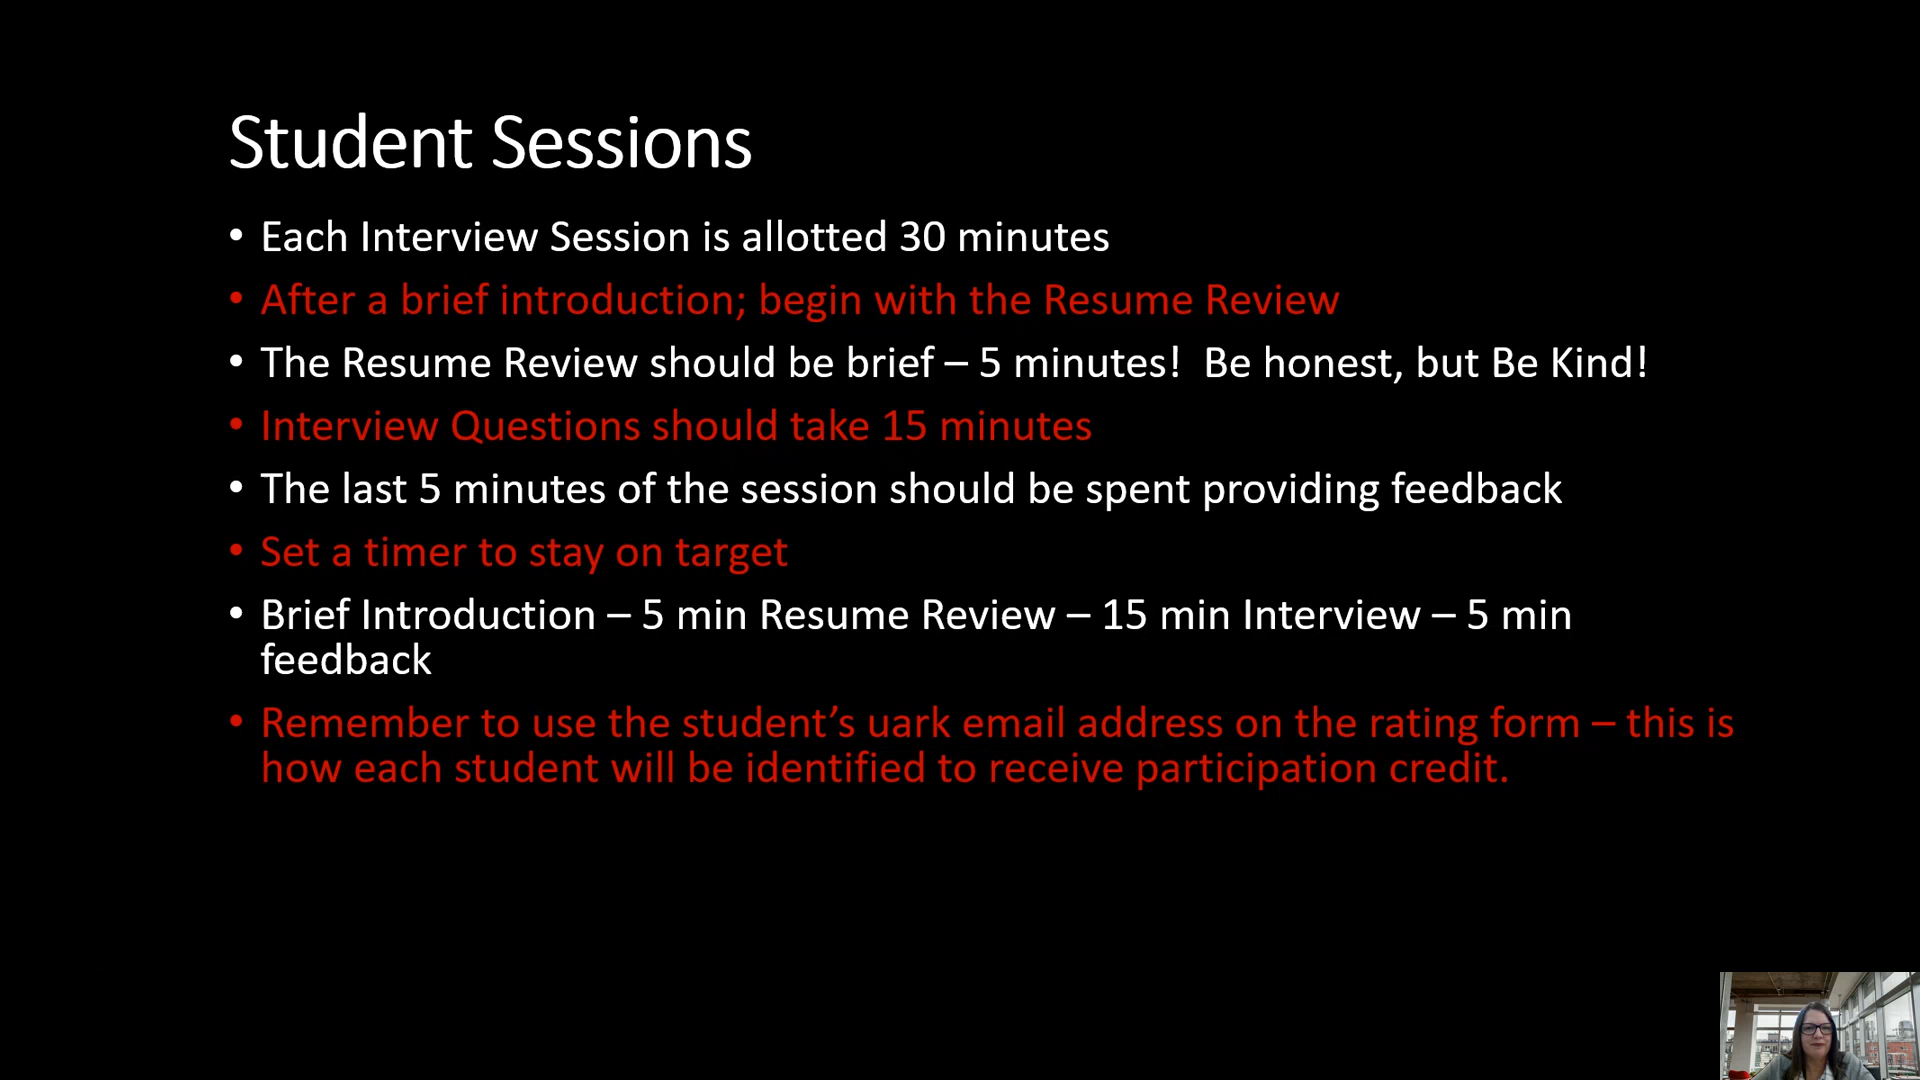 Student Sessions
• Each Interview Session is allotted 30 minutes
• After a brief introduction; begin with the Resume Review
• The Resume Review should be brief – 5 minutes!  Be honest, but Be Kind!
• Interview Questions should take 15 minutes
• The last 5 minutes of the session should be spent providing feedback
• Set a timer to stay on target
• Brief Introduction – 5 min Resume Review – 15 min Interview – 5 min
feedback
• Remember to use the student’s uark email address on the rating form – this is
how each student will be identified to receive participation credit.